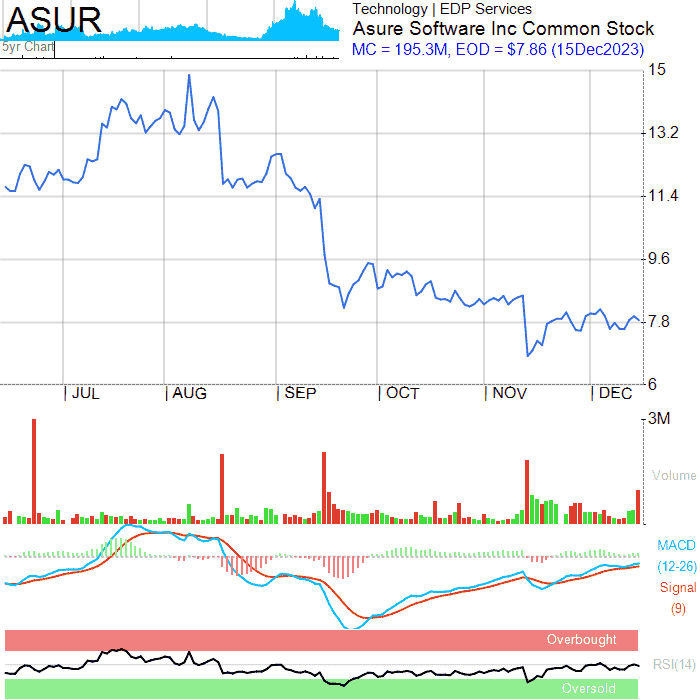 ASUR
5yr Chart
Technology | EDP Services
Asure Software Inc Common Stock
MC = 195.3M, EOD = $7.86 (15Dec2023)
15
13.2
11.4
9.6
7.8
6
| JUL | AUG | SEP | OCT | NOV | DEC
3M
Volume
MACD
(12-26)
Signal
(9)
Overbought
RSI(14)
Oversold